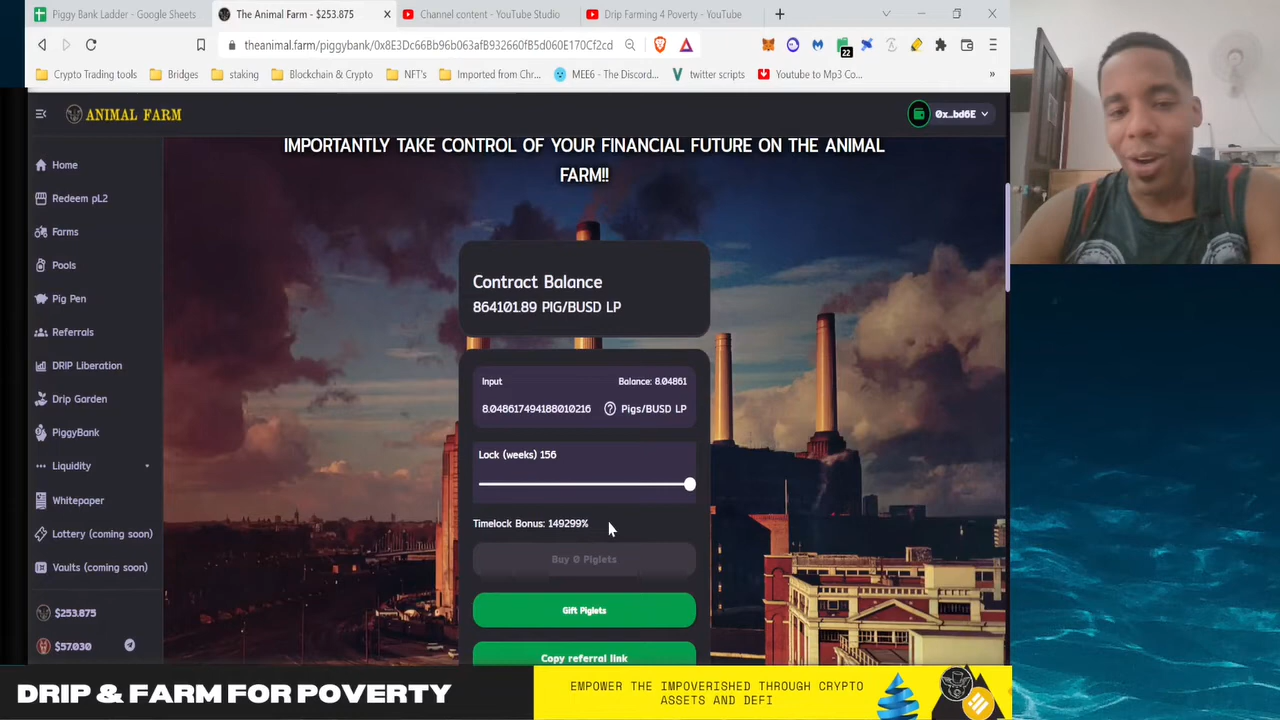 Piggy Bank Ladder - Google Sheets
The Animal Farm - $253.875
Channel content - YouTube Studio
Drip Farming 4 Poverty - YouTube
theanimal.farm/piggybank/0x8E3Dc66Bb96b063afB932660fB5d060E170Cf2cd
22
Crypto Trading tools
Bridges
staking
Blockchain & Crypto
NFT's
Imported from Chr...
MEE6 - The Discord...
twitter scripts
Youtube to Mp3 Co...
»
ANIMAL FARM
0x...bd6E
Home
Redeem pL2
Farms
Pools
Pig Pen
Referrals
DRIP Liberation
Drip Garden
PiggyBank
Liquidity
Whitepaper
Lottery (coming soon)
Vaults (coming soon)
$253.875
$57.030
IMPORTANTLY TAKE CONTROL OF YOUR FINANCIAL FUTURE ON THE ANIMAL
FARM!!
Contract Balance
864101.89 PIG/BUSD LP
Input
Balance: 8.04861
8.048617494188010216
Pigs/BUSD LP
Lock (weeks) 156
Timelock Bonus: 149299%
Buy 0 Piglets
Gift Piglets
Copy referral link
DRIP & FARM FOR POVERTY
EMPOWER THE IMPOVERISHED THROUGH CRYPTO
ASSETS AND DEFI